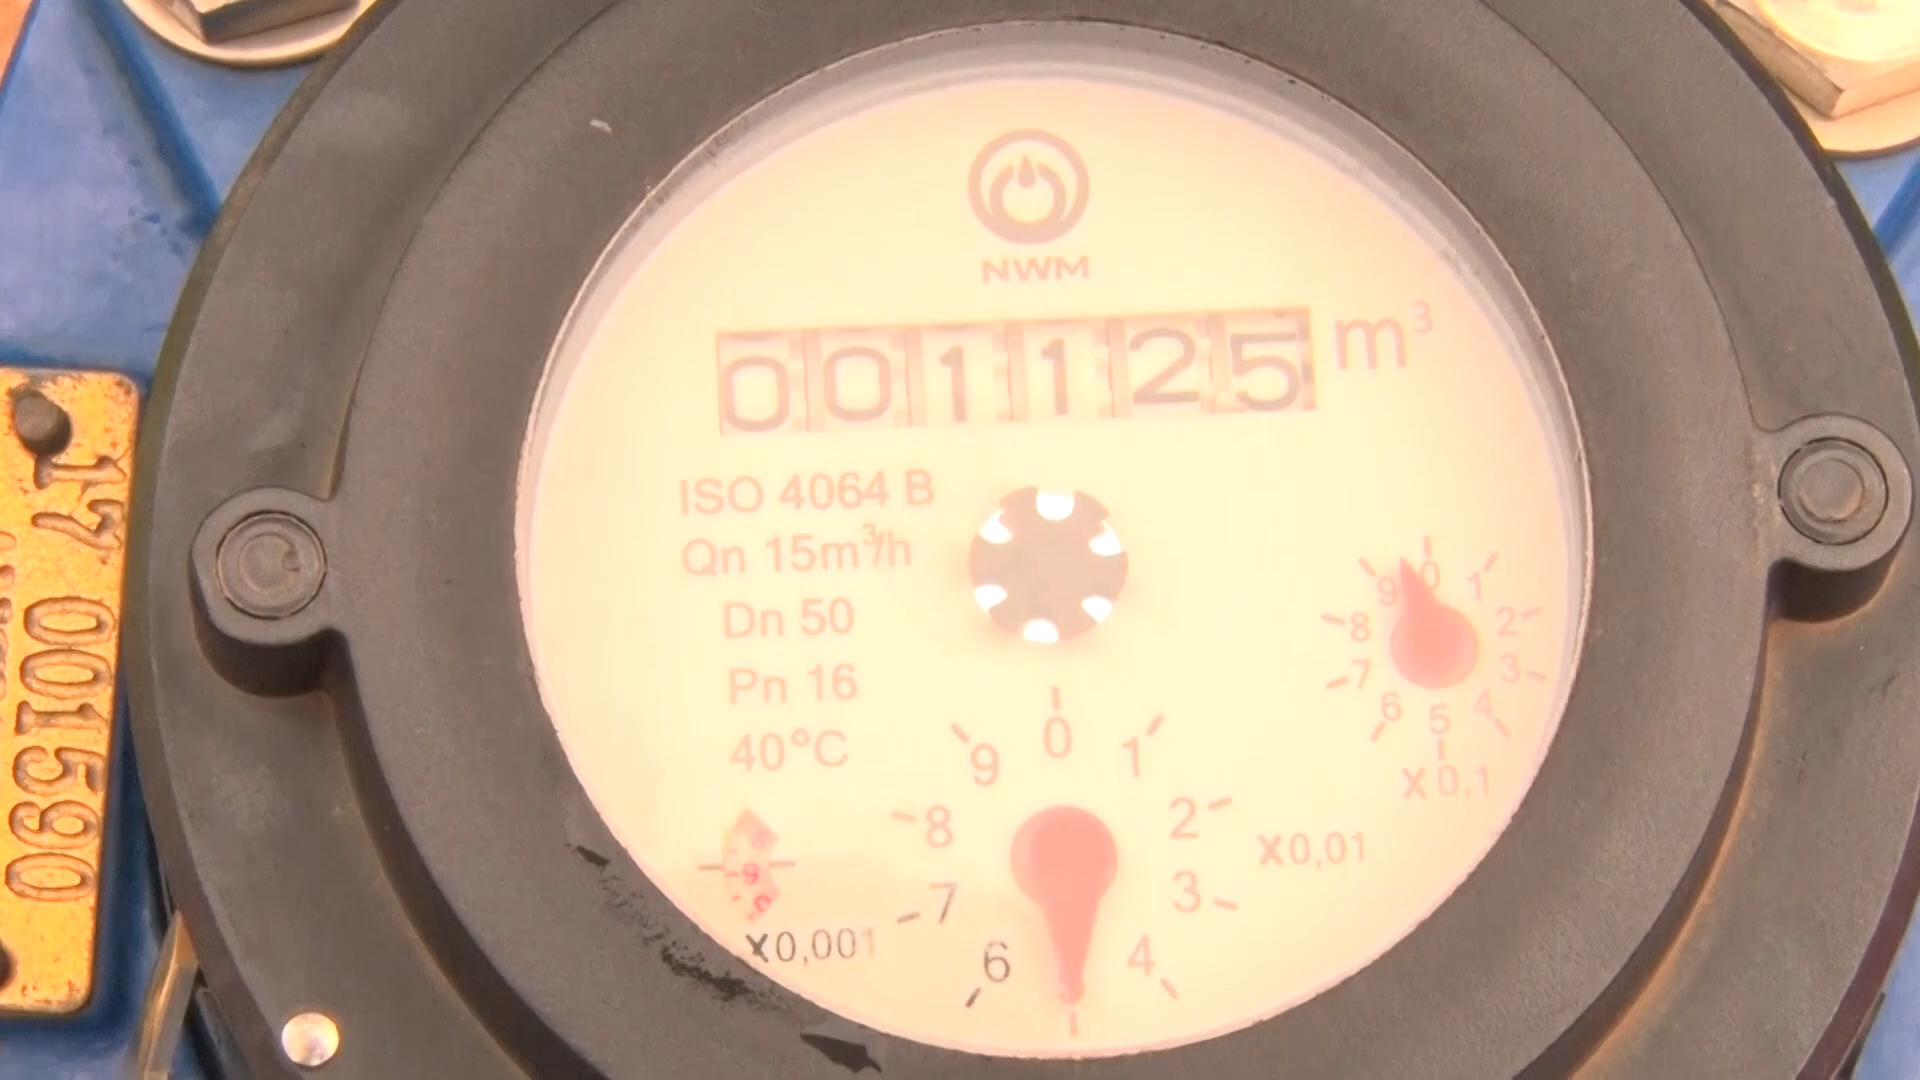 NWM
001125 m³
ISO 4064 B
Qn 15m³/h
Dn 50
Pn 16
40°C
0 1 2 3 4 5 6 7 8 9
X0,1
0 1 2 3 4 6 7 8 9
X0,01
X0,001
17 001590